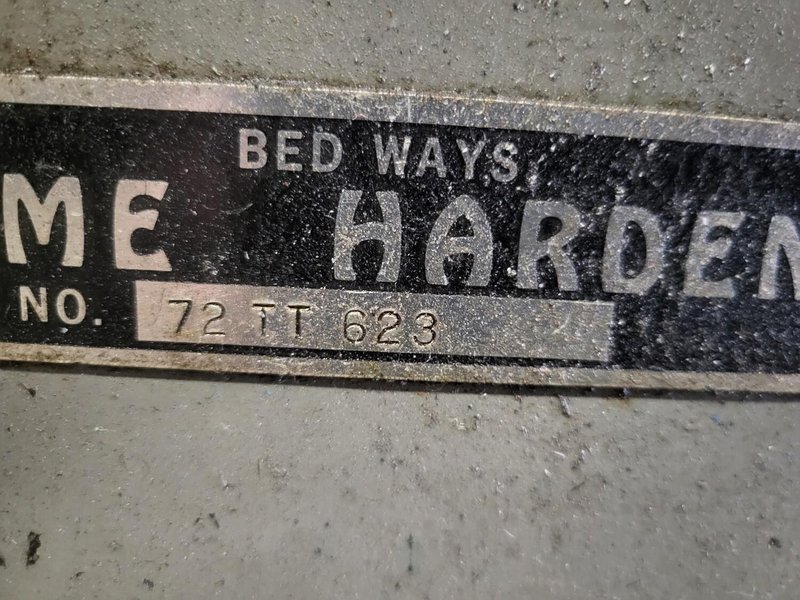 BED WAYS
ME HARDEN
NO. 72 TT 623